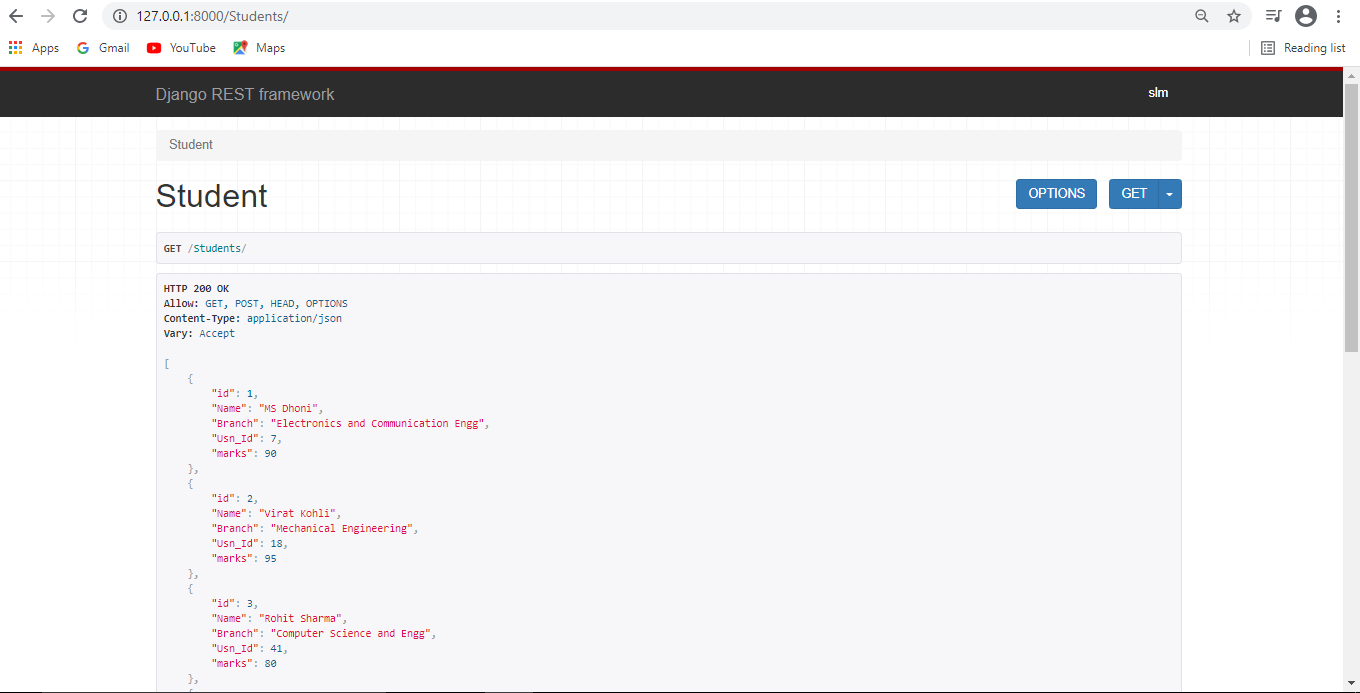 127.0.0.1:8000/Students/
Apps Gmail YouTube Maps Reading list
Django REST framework slm
Student
Student OPTIONS GET
GET /Students/
HTTP 200 OK
Allow: GET, POST, HEAD, OPTIONS
Content-Type: application/json
Vary: Accept
[
{
"id": 1,
"Name": "MS Dhoni",
"Branch": "Electronics and Communication Engg",
"Usn_Id": 7,
"marks": 90
},
{
"id": 2,
"Name": "Virat Kohli",
"Branch": "Mechanical Engineering",
"Usn_Id": 18,
"marks": 95
},
{
"id": 3,
"Name": "Rohit Sharma",
"Branch": "Computer Science and Engg",
"Usn_Id": 41,
"marks": 80
},
{